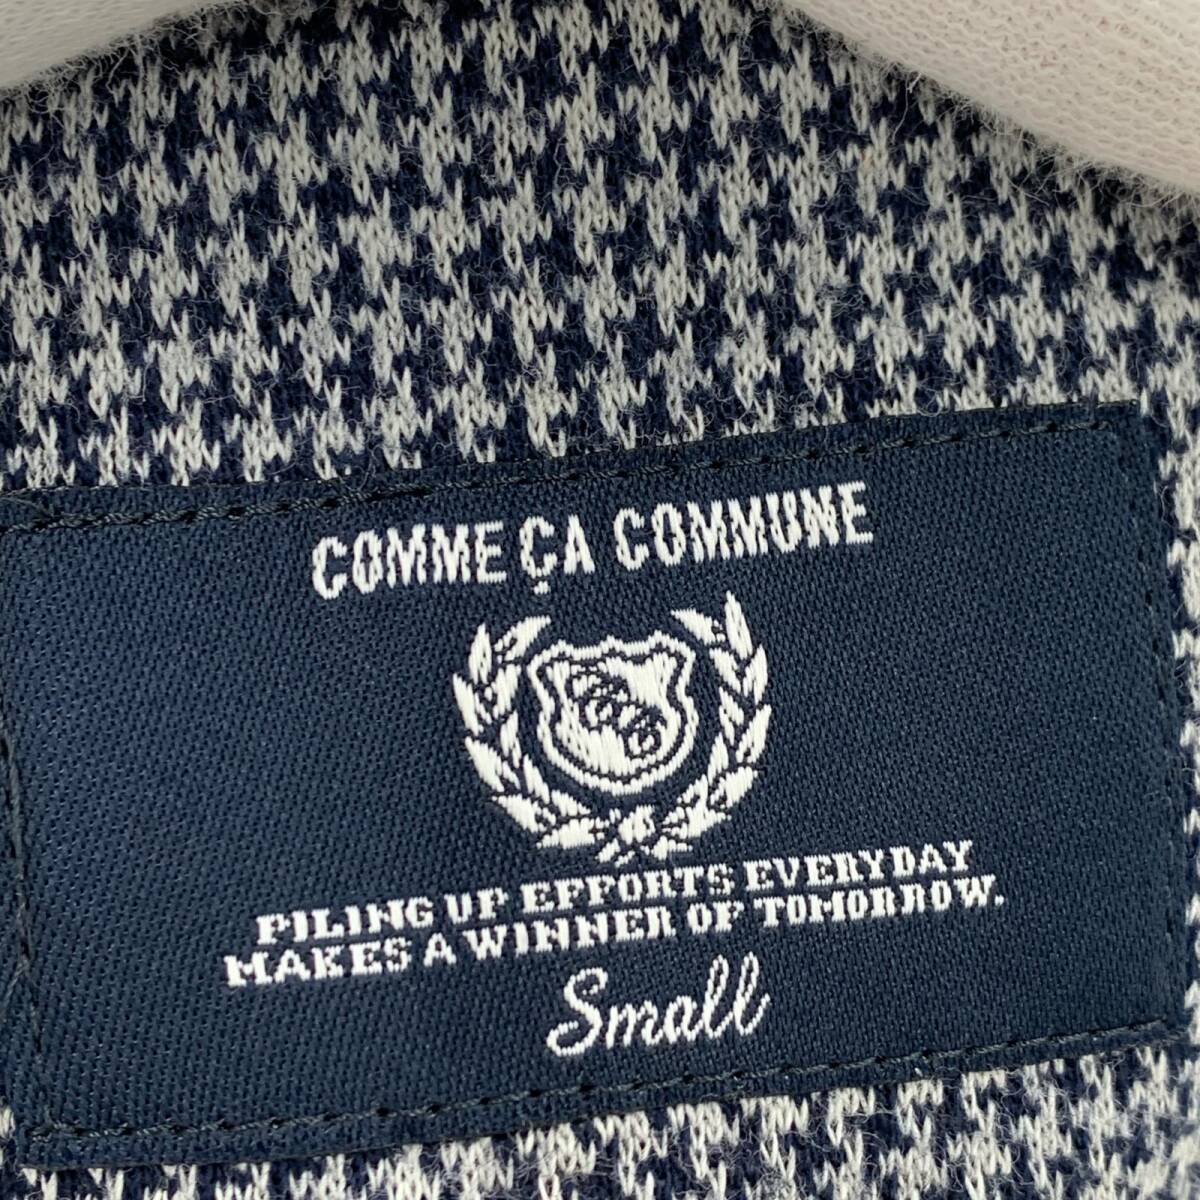 COMME ÇA COMMUNE
PILING UP EFFORTS EVERYDAY
MAKES A WINNER OF TOMORROW.
Small